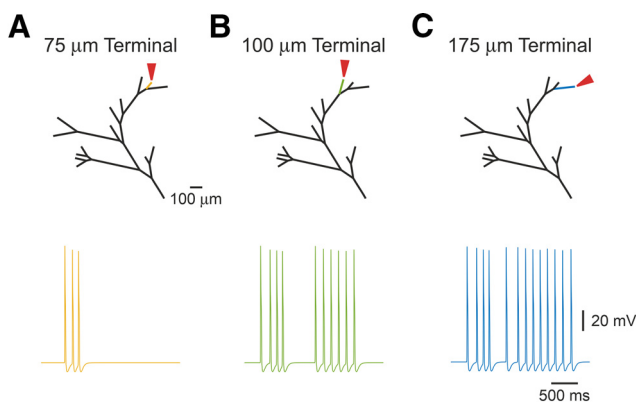 A
75 μm Terminal
B
100 μm Terminal
C
175 μm Terminal
100 μm
20 mV
500 ms